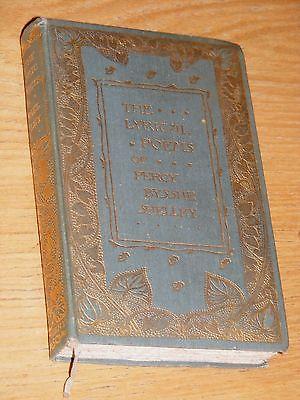 THE
LYRICAL
POEMS
OF
PERCY
BYSSHE
SHELLEY